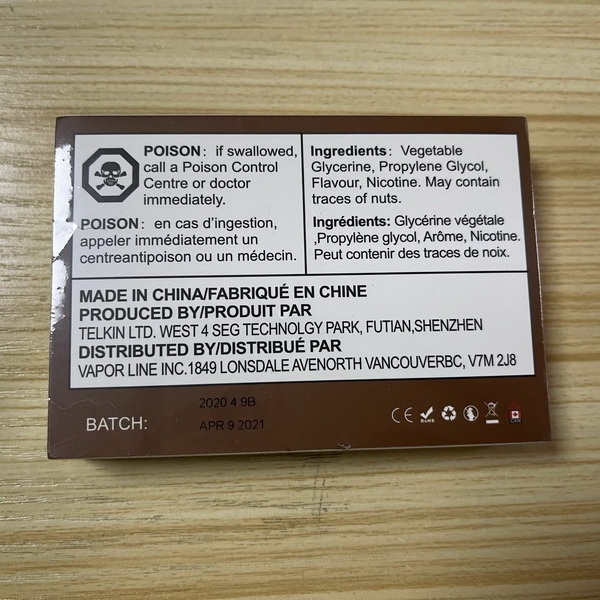 POISON: if swallowed,
call a Poison Control
Centre or doctor
immediately.
POISON: en cas d'ingestion,
appeler immédiatement un
centreantipoison ou un médecin.
Ingredients: Vegetable
Glycerine, Propylene Glycol,
Flavour, Nicotine. May contain
traces of nuts.
Ingrédients: Glycérine végétale
,Propylène glycol, Arôme, Nicotine.
Peut contenir des traces de noix.
MADE IN CHINA/FABRIQUÉ EN CHINE
PRODUCED BY/PRODUIT PAR
TELKIN LTD. WEST 4 SEG TECHNOLGY PARK, FUTIAN,SHENZHEN
DISTRIBUTED BY/DISTRIBUÉ PAR
VAPOR LINE INC.1849 LONSDALE AVENORTH VANCOUVERBC, V7M 2J8
BATCH:
2020 4 9B
APR 9 2021
CE
RoHS